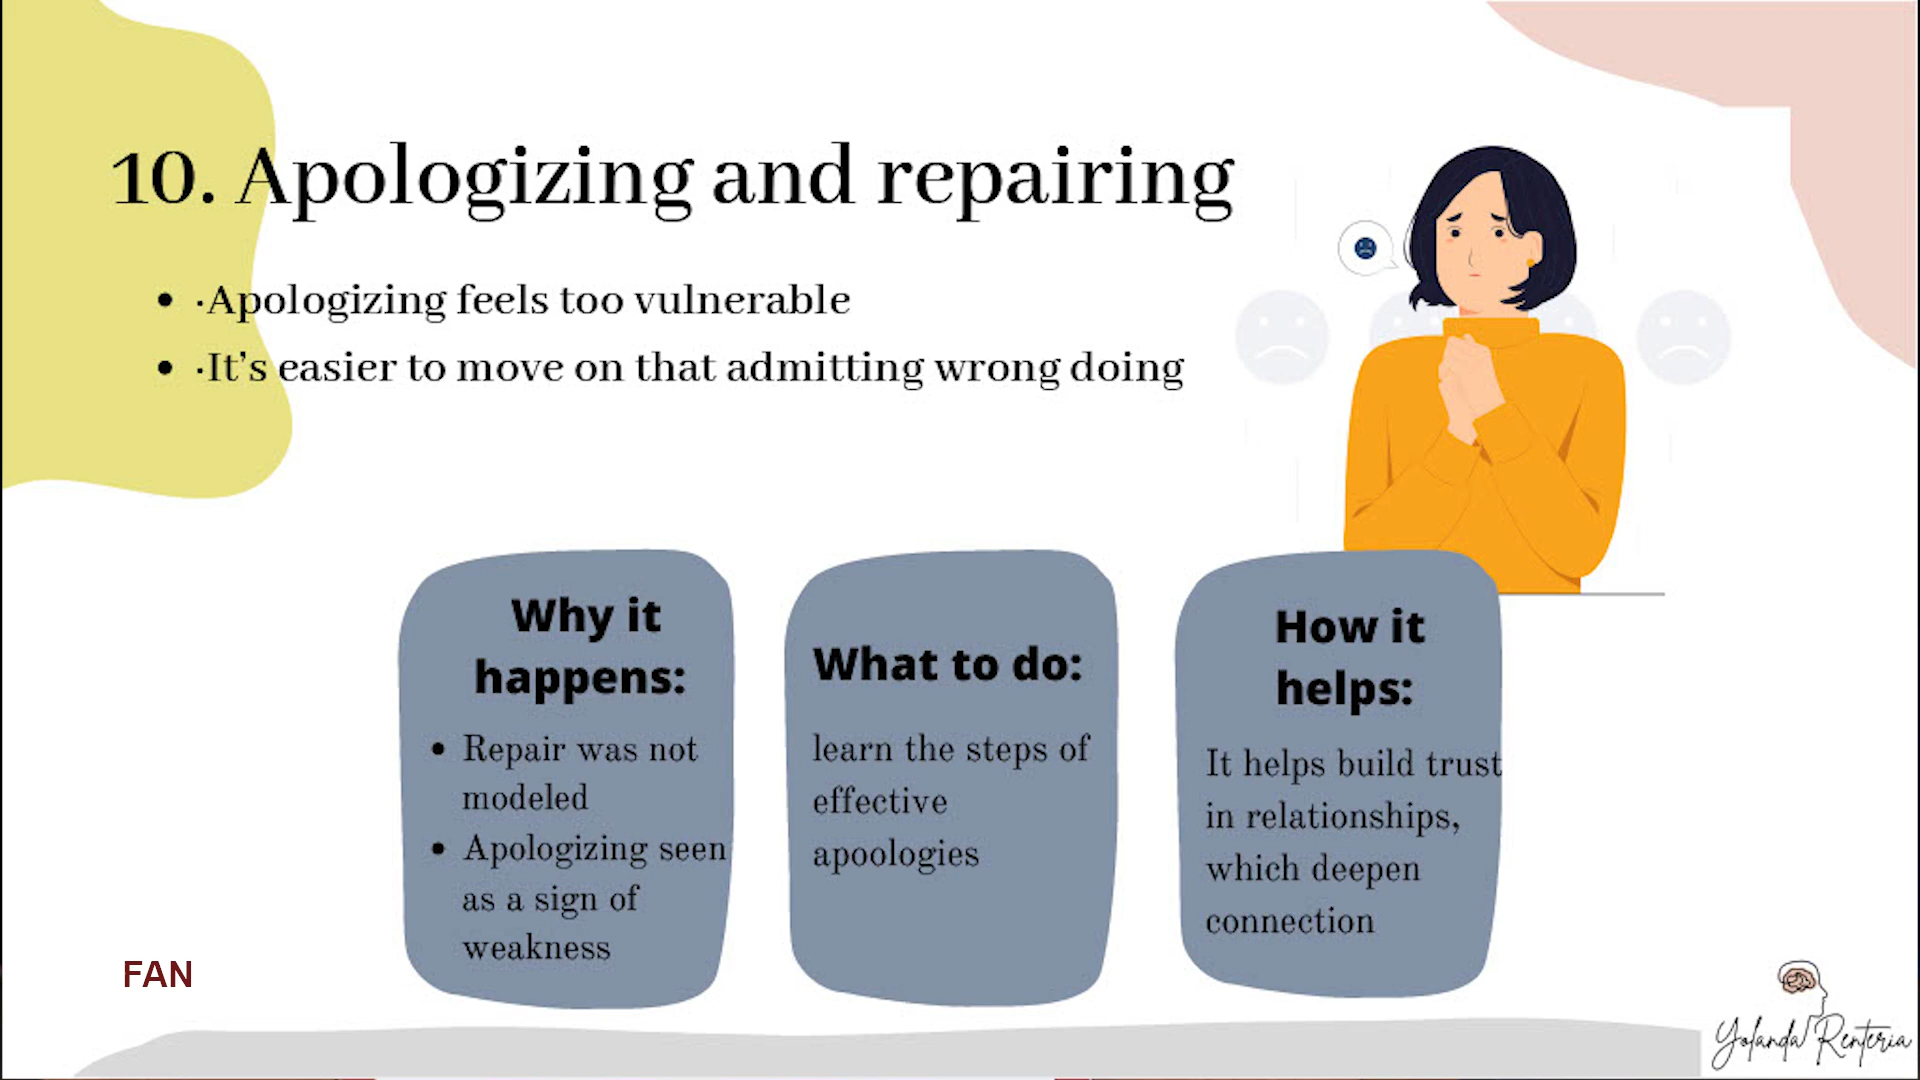 10. Apologizing and repairing
• ·Apologizing feels too vulnerable
• ·It’s easier to move on that admitting wrong doing
Why it
happens:
• Repair was not
modeled
• Apologizing seen
as a sign of
weakness
What to do:
learn the steps of
effective
apoologies
How it
helps:
It helps build trust
in relationships,
which deepen
connection
FAN
Yolanda Renteria